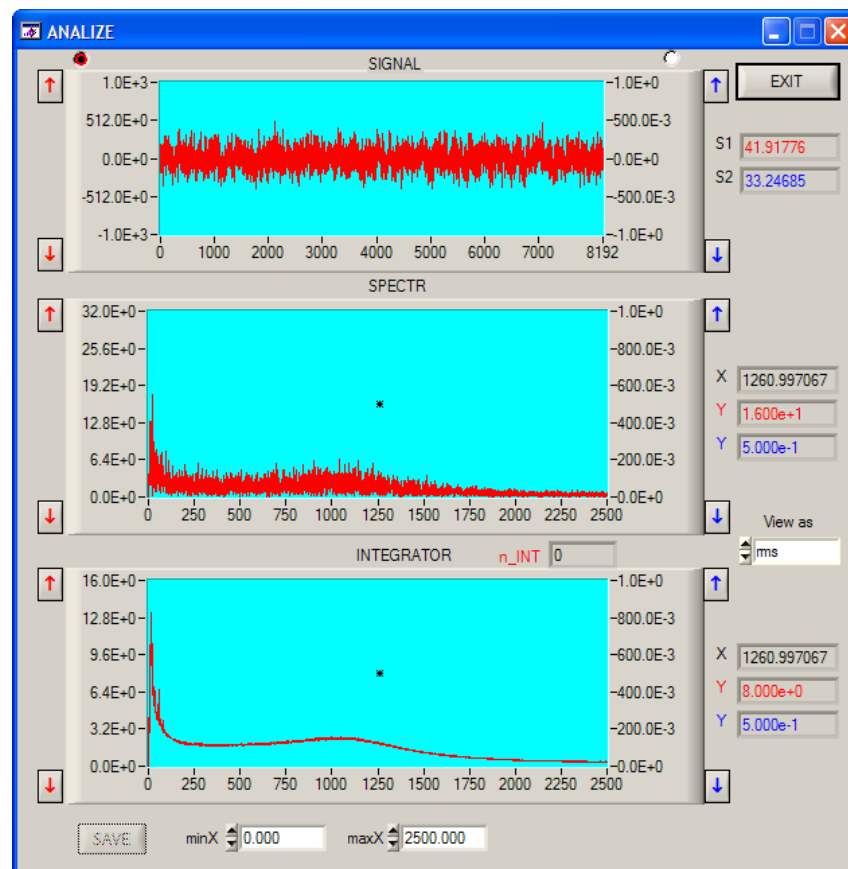 ANALIZE
SIGNAL
EXIT
1.0E+3
512.0E+0
0.0E+0
-512.0E+0
-1.0E+3
1.0E+0
500.0E-3
0.0E+0
-500.0E-3
-1.0E+0
0 1000 2000 3000 4000 5000 6000 7000 8192
S1 41.91776
S2 33.24685
SPECTR
32.0E+0
25.6E+0
19.2E+0
12.8E+0
6.4E+0
0.0E+0
1.0E+0
800.0E-3
600.0E-3
400.0E-3
200.0E-3
0.0E+0
0 250 500 750 1000 1250 1500 1750 2000 2250 2500
X 1260.997067
Y 1.600e+1
Y 5.000e-1
View as
rms
INTEGRATOR n_INT 0
16.0E+0
12.8E+0
9.6E+0
6.4E+0
3.2E+0
0.0E+0
1.0E+0
800.0E-3
600.0E-3
400.0E-3
200.0E-3
0.0E+0
0 250 500 750 1000 1250 1500 1750 2000 2250 2500
X 1260.997067
Y 8.000e+0
Y 5.000e-1
SAVE minX 0.000 maxX 2500.000